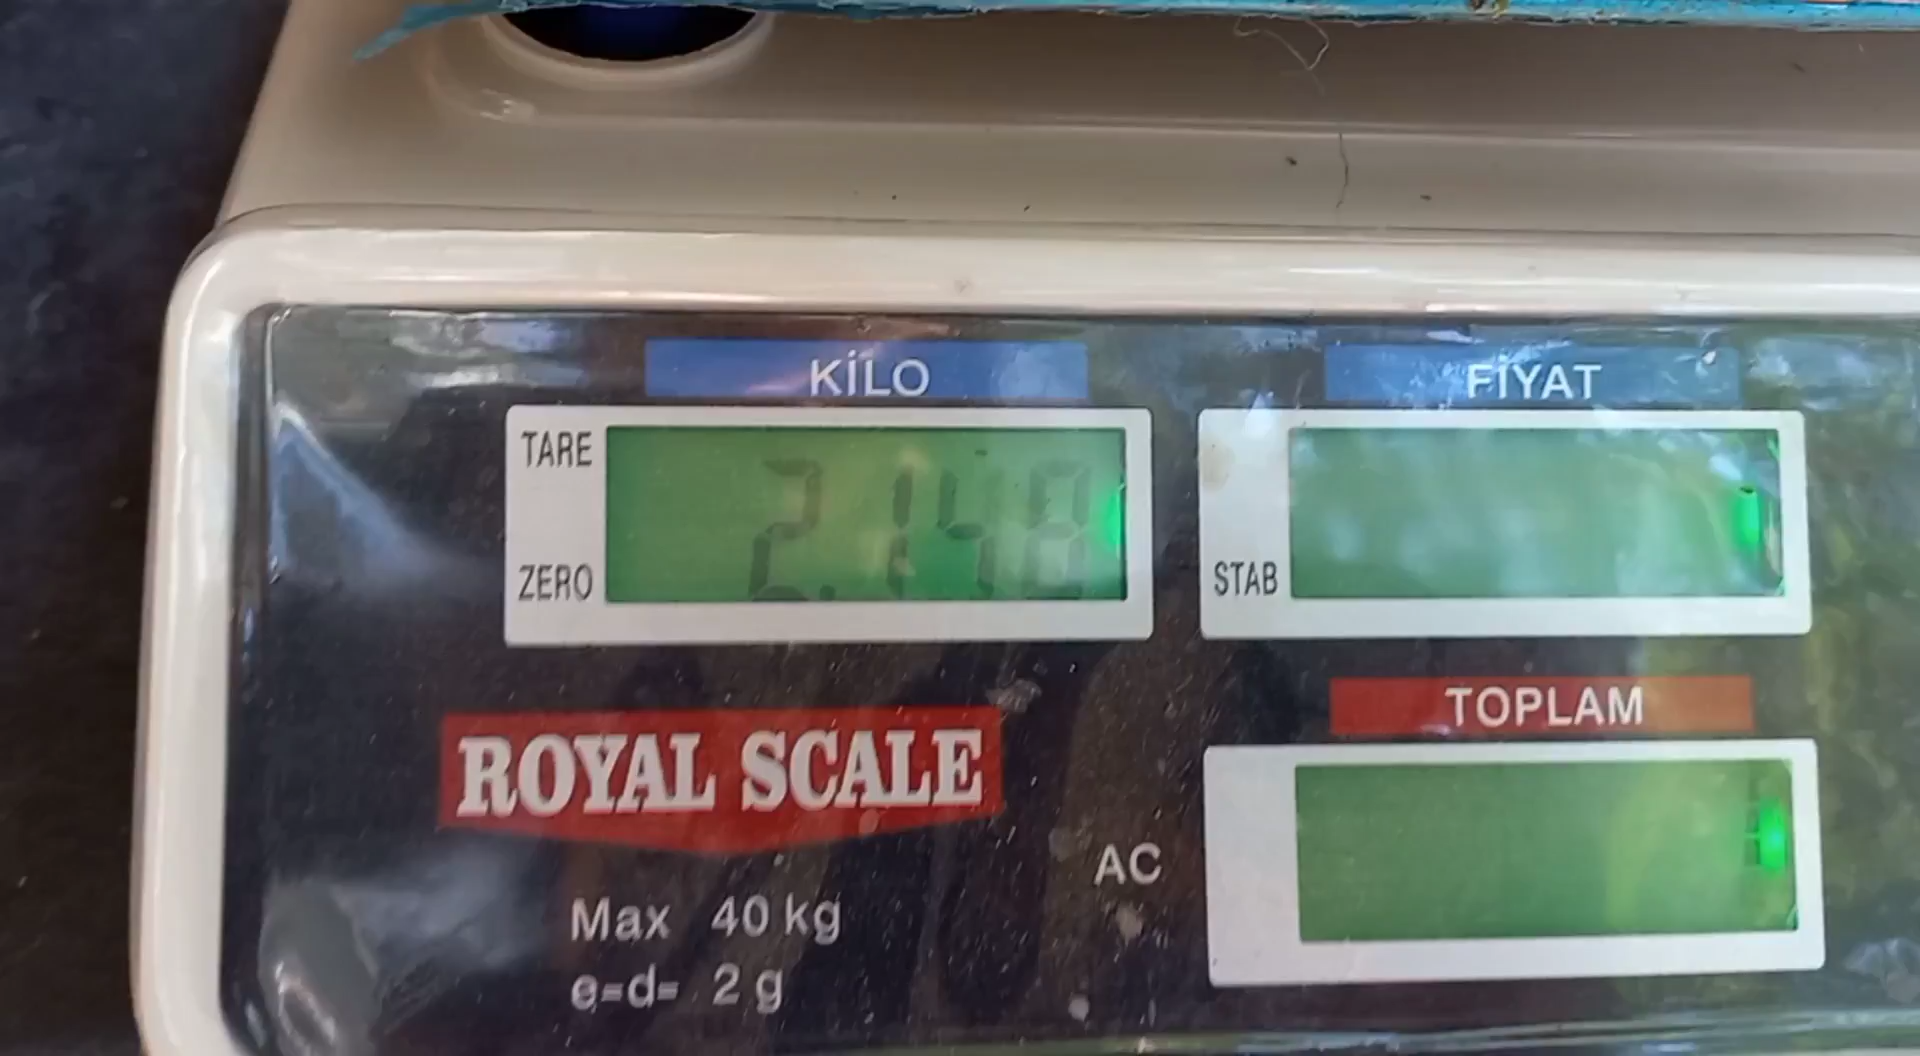 KİLO
FİYAT
TARE
2.148
ZERO
STAB
TOPLAM
ROYAL SCALE
AC
Max 40 kg
e=d= 2 g